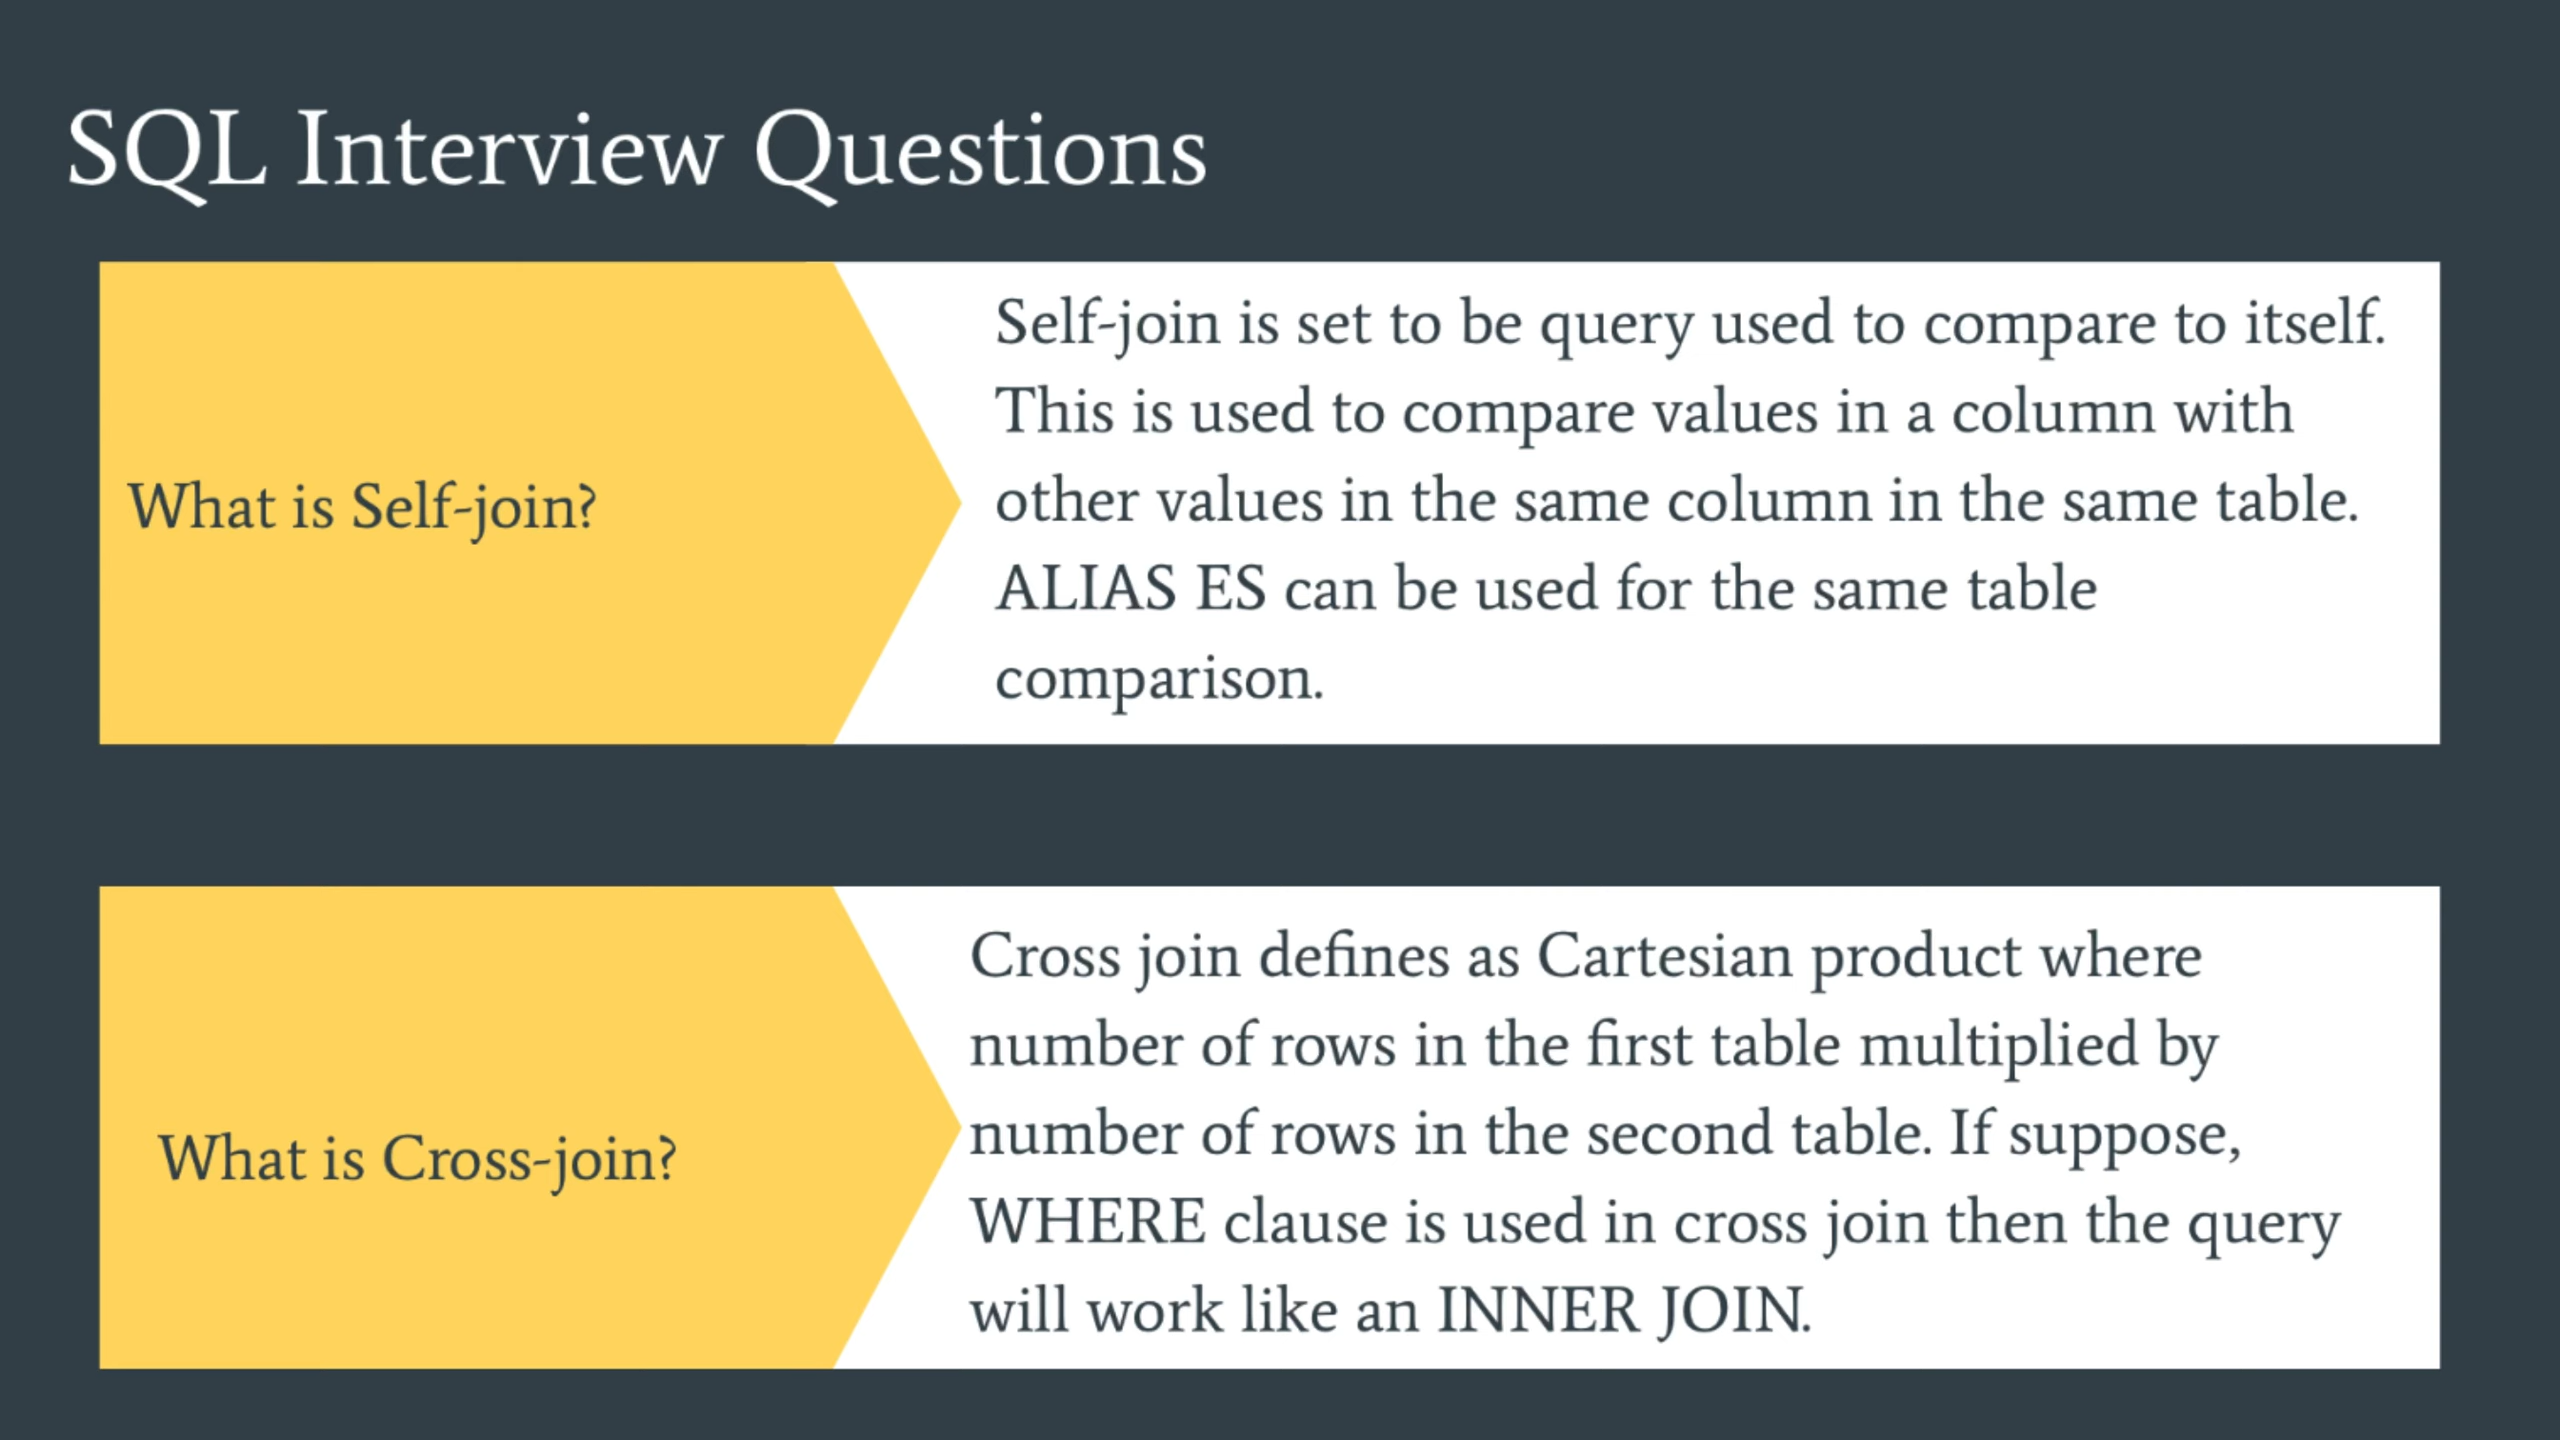 SQL Interview Questions
What is Self-join?
Self-join is set to be query used to compare to itself.
This is used to compare values in a column with
other values in the same column in the same table.
ALIAS ES can be used for the same table
comparison.
What is Cross-join?
Cross join defines as Cartesian product where
number of rows in the first table multiplied by
number of rows in the second table. If suppose,
WHERE clause is used in cross join then the query
will work like an INNER JOIN.